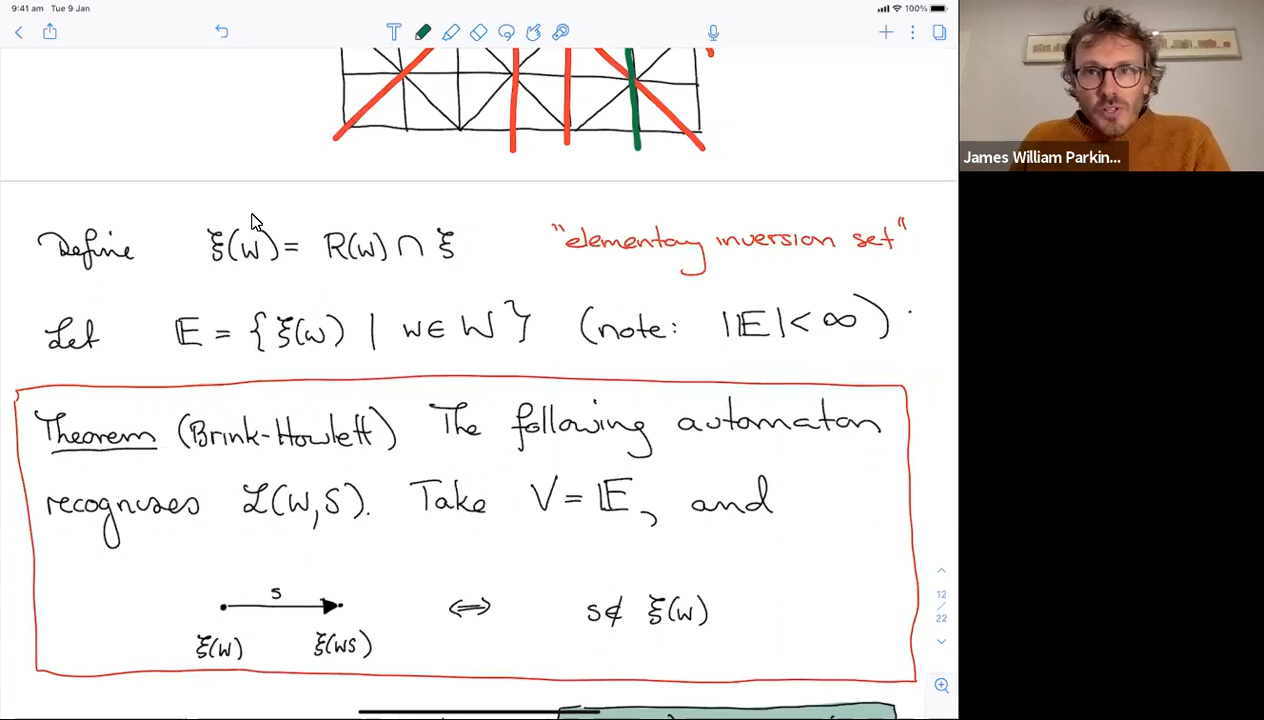 9:41 am Tue 9 Jan
100%
James William Parkin...
Define ξ(w) = R(w) ∩ ξ "elementary inversion set"
Let 𝔼 = { ξ(w) | w ∈ W } (note: |𝔼| < ∞)
Theorem (Brink-Howlett) The following automaton
recognises ℒ(W,S). Take V = 𝔼, and
s
⟺ s ∉ ξ(w)
ξ(w) ξ(ws)
12
/
22